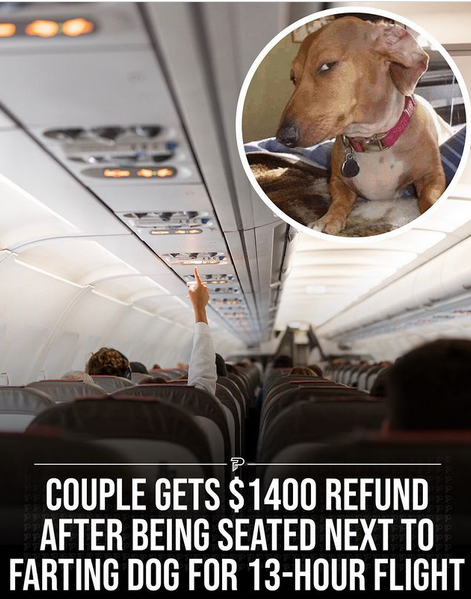 COUPLE GETS $1400 REFUND
AFTER BEING SEATED NEXT TO
FARTING DOG FOR 13-HOUR FLIGHT